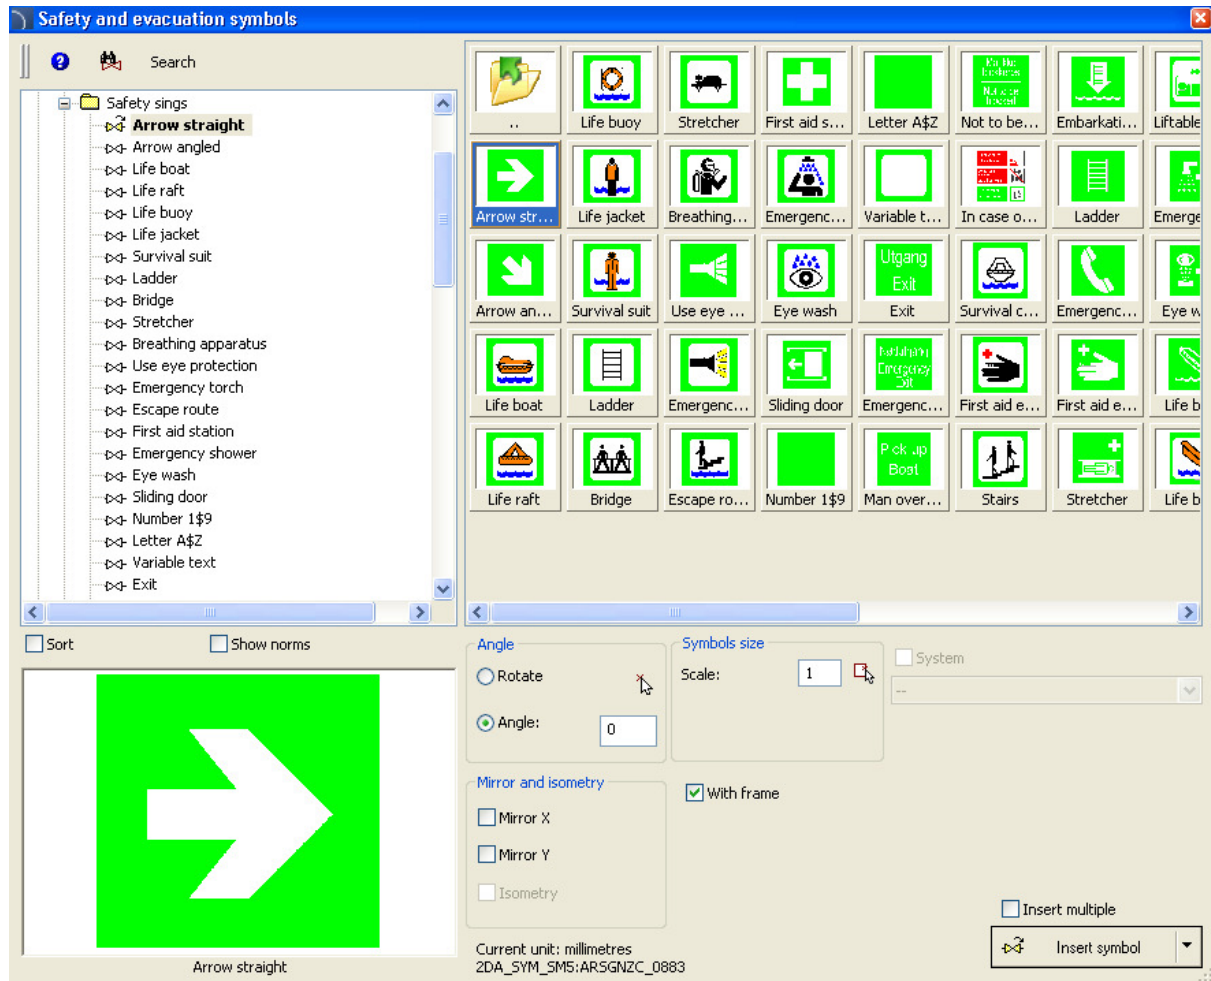 Safety and evacuation symbols
Search
Safety sings
Arrow straight
Arrow angled
Life boat
Life raft
Life buoy
Life jacket
Survival suit
Ladder
Bridge
Stretcher
Breathing apparatus
Use eye protection
Emergency torch
Escape route
First aid station
Emergency shower
Eye wash
Sliding door
Number 1$9
Letter A$Z
Variable text
Exit
..
Life buoy
Stretcher
First aid s...
Letter A$Z
Not to be...
Embarkati...
Liftable
Arrow str...
Life jacket
Breathing...
Emergenc...
Variable t...
In case o...
Ladder
Emerge
Utgang
Exit
Arrow an...
Survival suit
Use eye ...
Eye wash
Exit
Survival c...
Emergenc...
Eye w
Emergency
Exit
Life boat
Ladder
Emergenc...
Sliding door
Emergenc...
First aid e...
First aid e...
Life b
Pick up
Boat
Life raft
Bridge
Escape ro...
Number 1$9
Man over...
Stairs
Stretcher
Life b
Sort
Show norms
Arrow straight
Angle
Rotate
Angle:
0
Symbols size
Scale:
1
System
--
Mirror and isometry
Mirror X
Mirror Y
Isometry
With frame
Insert multiple
Insert symbol
Current unit: millimetres
2DA_SYM_SM5:ARSGNZC_0883